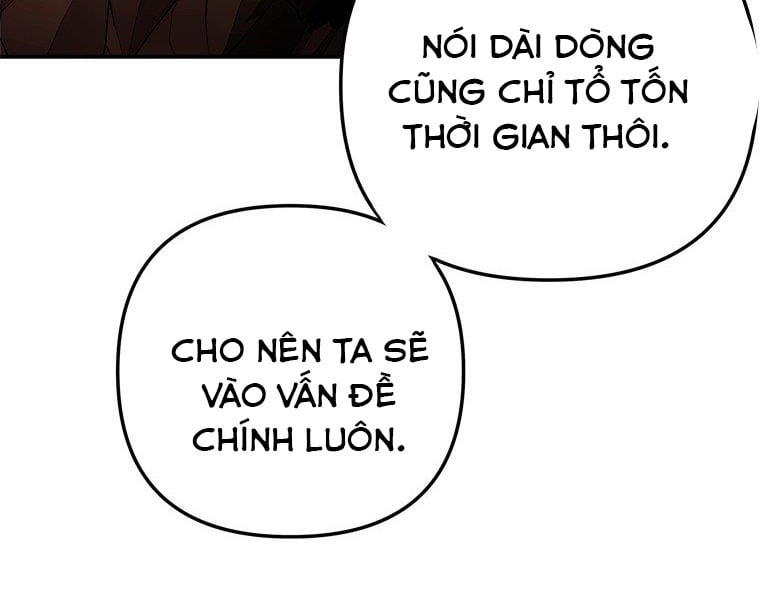 NÓI DÀI DÒNG
CŨNG CHỈ TỔ TỐN
THỜI GIAN THÔI.
CHO NÊN TA SẼ
VÀO VẤN ĐỀ
CHÍNH LUÔN.